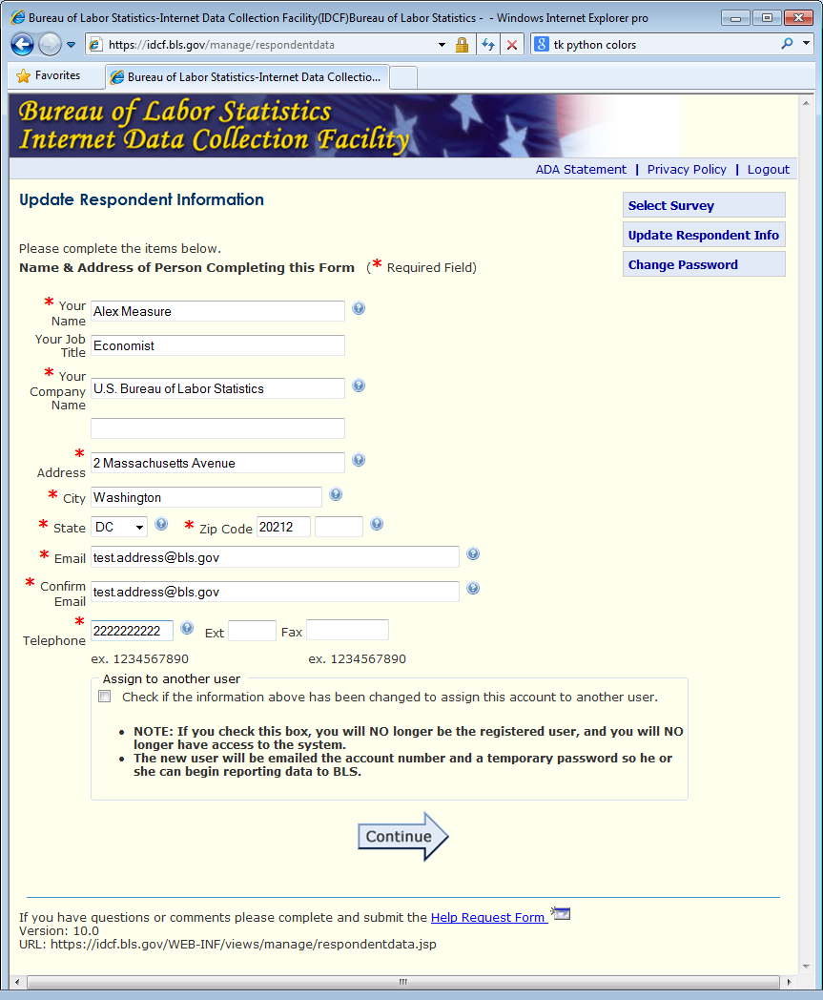 Bureau of Labor Statistics-Internet Data Collection Facility(IDCF)Bureau of Labor Statistics -  - Windows Internet Explorer pro
https://idcf.bls.gov/manage/respondentdata
tk python colors
Favorites
Bureau of Labor Statistics-Internet Data Collectio...
Bureau of Labor Statistics
Internet Data Collection Facility
ADA Statement | Privacy Policy | Logout
Update Respondent Information
Select Survey
Update Respondent Info
Change Password
Please complete the items below.
Name & Address of Person Completing this Form (* Required Field)
* Your
Name
Alex Measure
Your Job
Title
Economist
* Your
Company
Name
U.S. Bureau of Labor Statistics
*
Address
2 Massachusetts Avenue
* City Washington
* State DC * Zip Code 20212
* Email test.address@bls.gov
* Confirm
Email
test.address@bls.gov
*
Telephone
2222222222 Ext Fax
ex. 1234567890 ex. 1234567890
Assign to another user
Check if the information above has been changed to assign this account to another user.
• NOTE: If you check this box, you will NO longer be the registered user, and you will NO
longer have access to the system.
• The new user will be emailed the account number and a temporary password so he or
she can begin reporting data to BLS.
Continue
If you have questions or comments please complete and submit the Help Request Form
Version: 10.0
URL: https://idcf.bls.gov/WEB-INF/views/manage/respondentdata.jsp